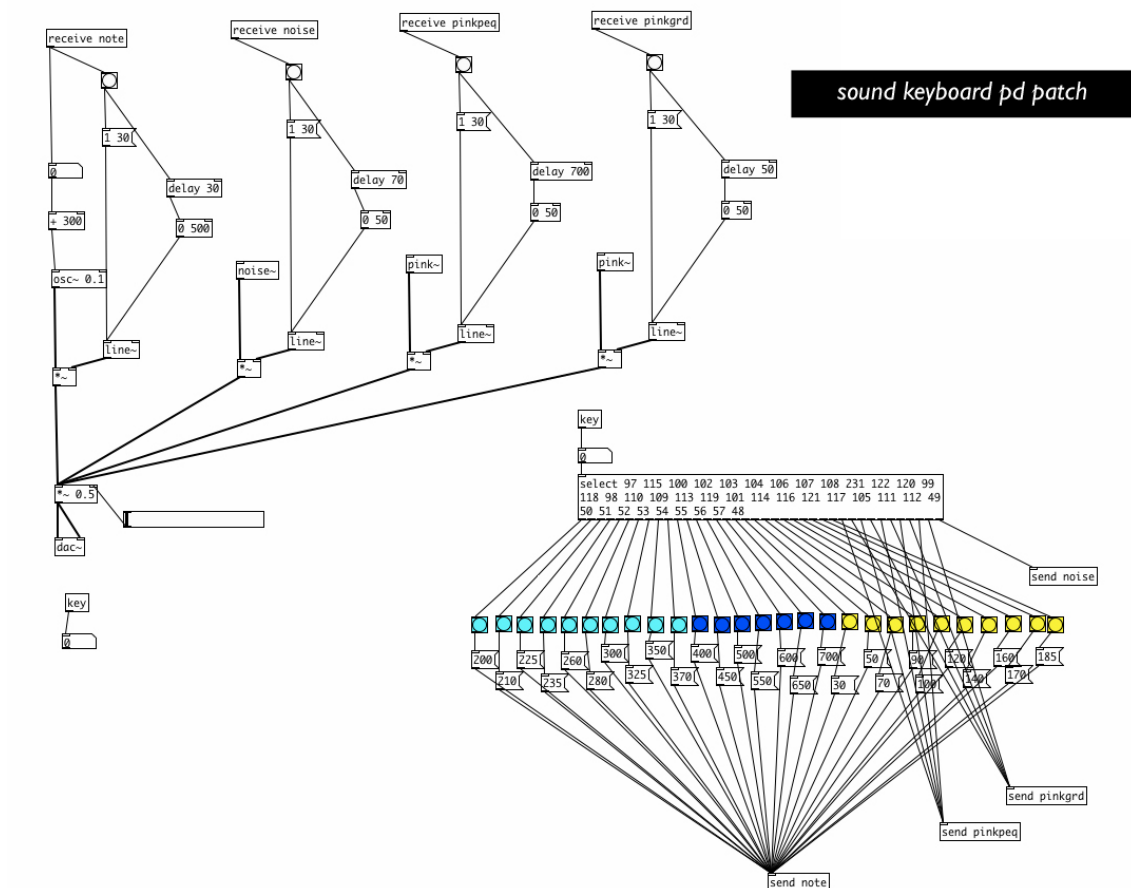 receive note
receive noise
receive pinkpeq
receive pinkgrd
sound keyboard pd patch
1 30
1 30
1 30
1 30
0
delay 30
delay 70
delay 700
delay 50
+ 300
0 500
0 50
0 50
0 50
osc~ 0.1
noise~
pink~
pink~
line~
line~
line~
line~
*~
*~
*~
*~
*~ 0.5
dac~
key
0
key
0
select 97 115 100 102 103 104 106 107 108 231 122 120 99
118 98 110 109 113 119 101 114 116 121 117 105 111 112 49
50 51 52 53 54 55 56 57 48
send noise
200
225
260
300
350
400
500
600
700
50
90
120
160
185
210
235
280
325
370
450
550
650
30
70
100
140
170
send pinkgrd
send pinkpeq
send note